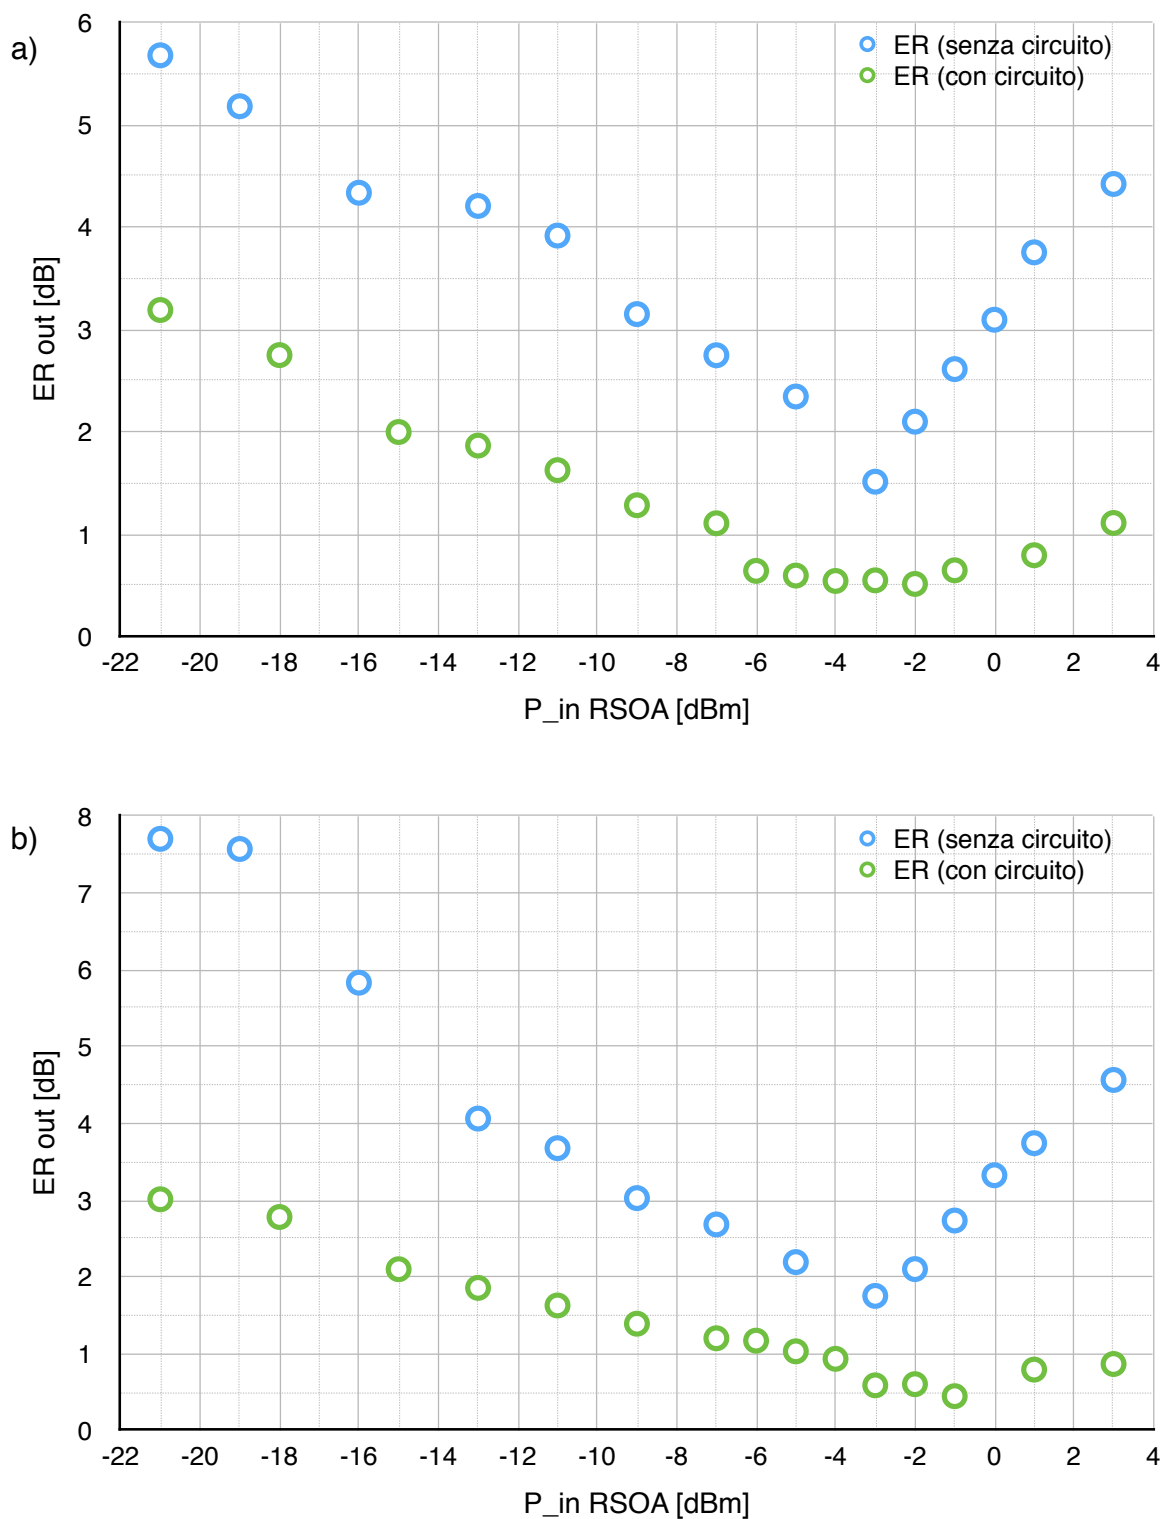 a)
ER (senza circuito)
ER (con circuito)
ER out [dB]
6
5
4
3
2
1
0
-22 -20 -18 -16 -14 -12 -10 -8 -6 -4 -2 0 2 4
P_in RSOA [dBm]
b)
ER (senza circuito)
ER (con circuito)
ER out [dB]
8
7
6
5
4
3
2
1
0
-22 -20 -18 -16 -14 -12 -10 -8 -6 -4 -2 0 2 4
P_in RSOA [dBm]